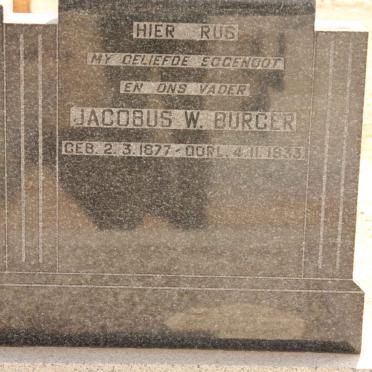 HIER RUS
MY GELIEFDE EGGENOOT
EN ONS VADER
JACOBUS W. BURGER
GEB. 2.3.1877 - OORL. 4.11.1933